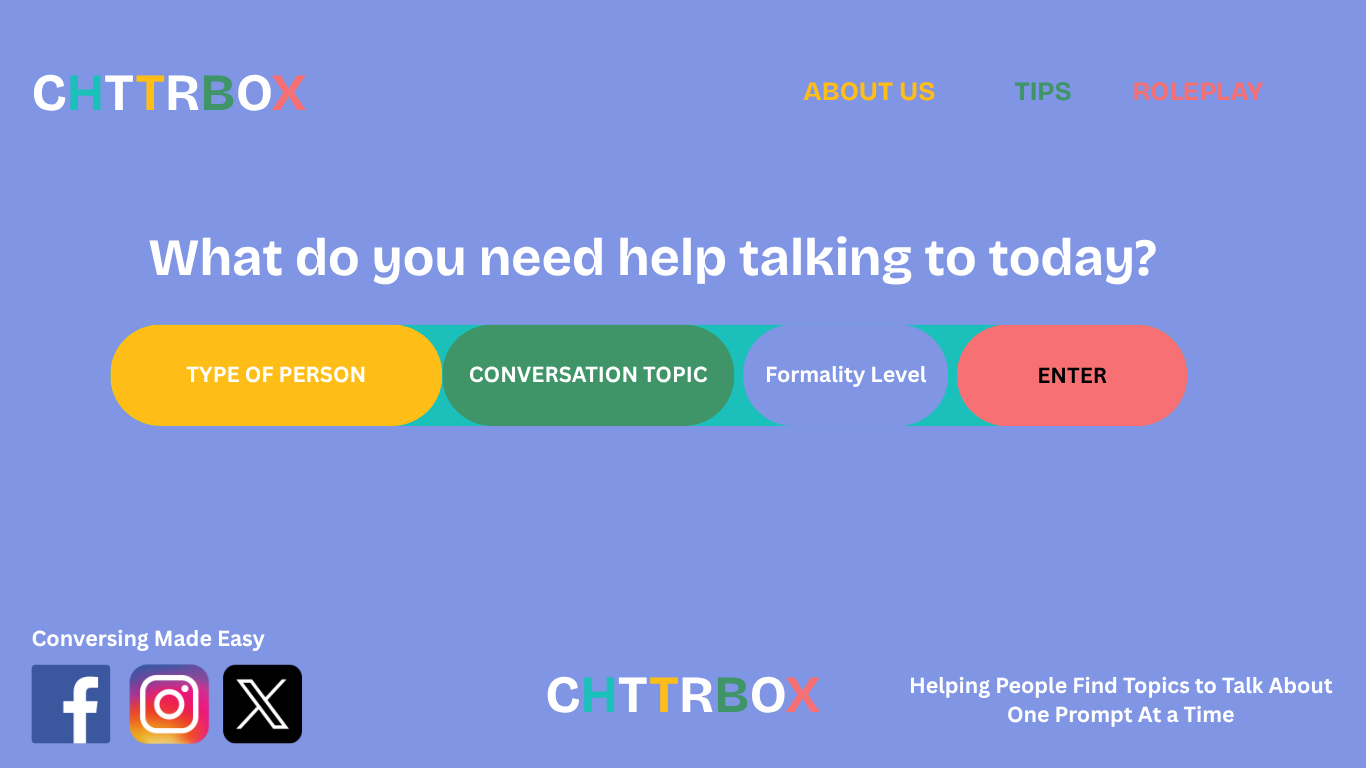 CHTTRBOX
ABOUT US
TIPS
ROLEPLAY
What do you need help talking to today?
TYPE OF PERSON
CONVERSATION TOPIC
Formality Level
ENTER
Conversing Made Easy
CHTTRBOX
Helping People Find Topics to Talk About
One Prompt At a Time